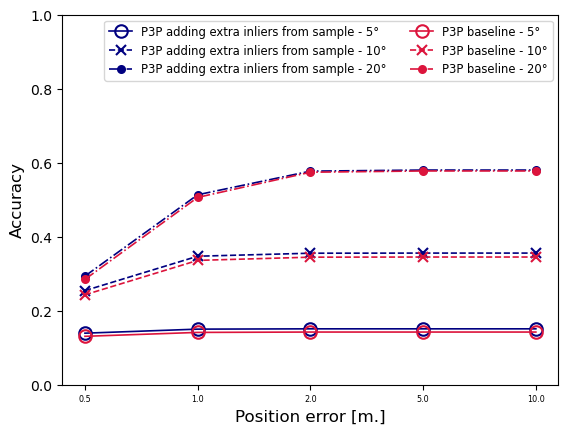 P3P adding extra inliers from sample - 5°
P3P adding extra inliers from sample - 10°
P3P adding extra inliers from sample - 20°
P3P baseline - 5°
P3P baseline - 10°
P3P baseline - 20°
1.0
0.8
0.6
0.4
0.2
0.0
Accuracy
0.5 1.0 2.0 5.0 10.0
Position error [m.]